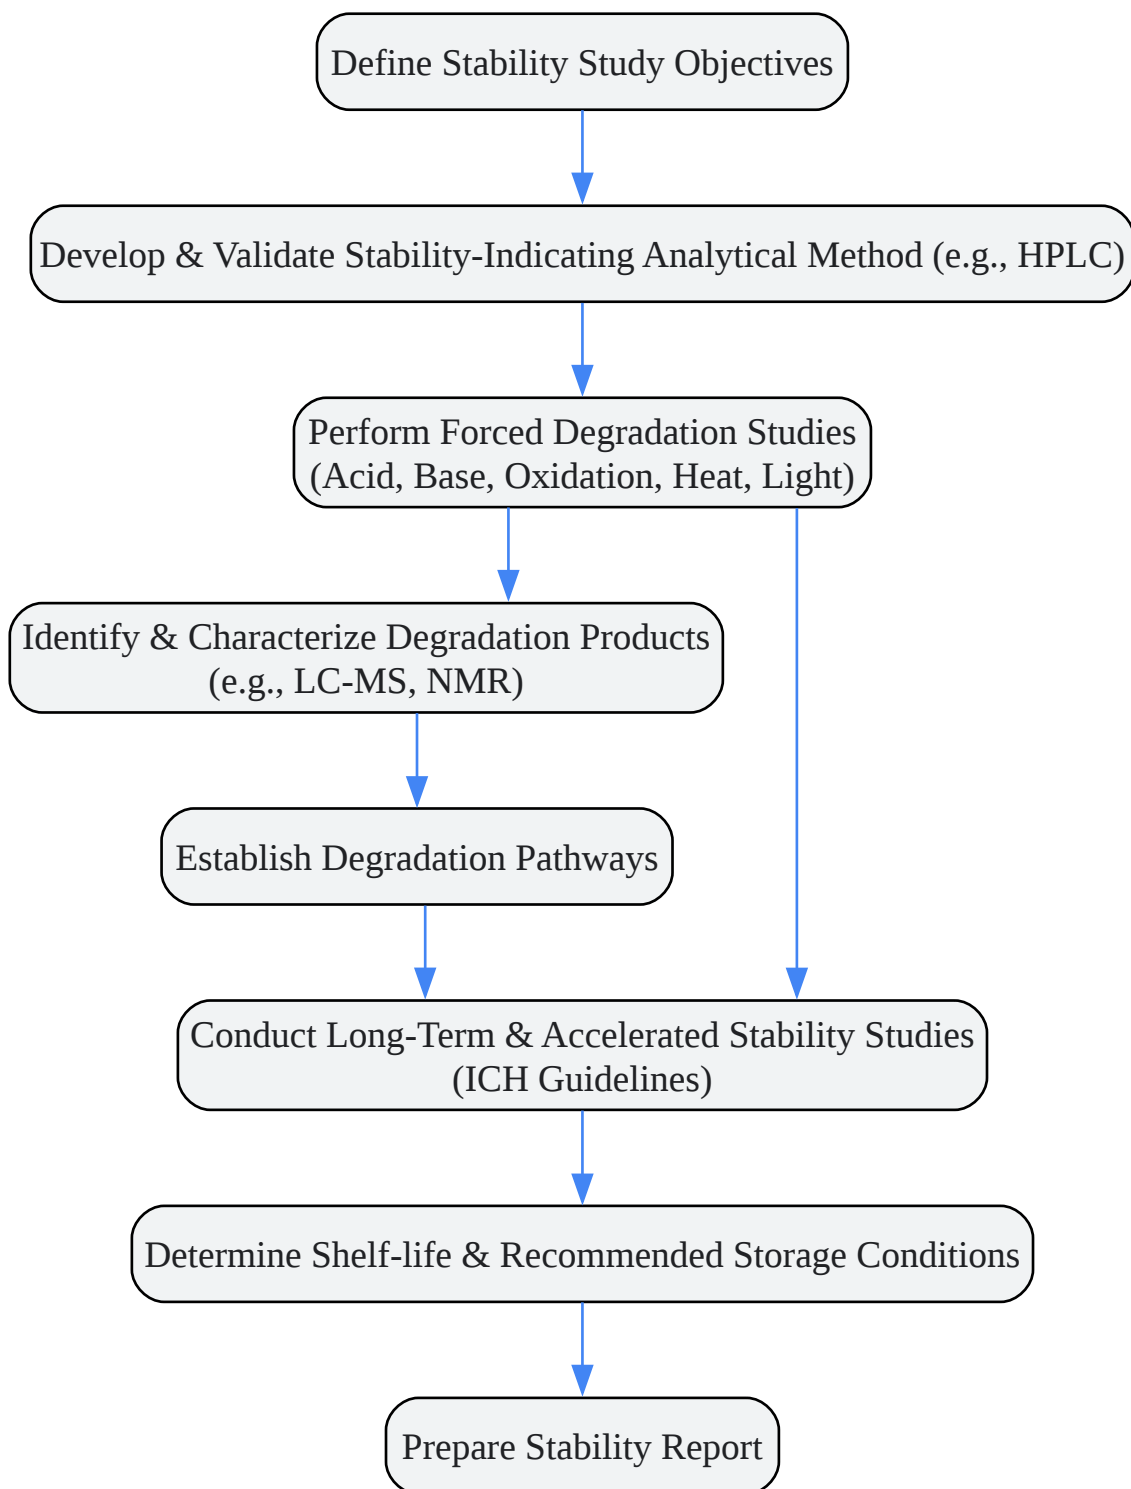 Define Stability Study Objectives
Develop & Validate Stability-Indicating Analytical Method (e.g., HPLC)
Perform Forced Degradation Studies
(Acid, Base, Oxidation, Heat, Light)
Identify & Characterize Degradation Products
(e.g., LC-MS, NMR)
Establish Degradation Pathways
Conduct Long-Term & Accelerated Stability Studies
(ICH Guidelines)
Determine Shelf-life & Recommended Storage Conditions
Prepare Stability Report